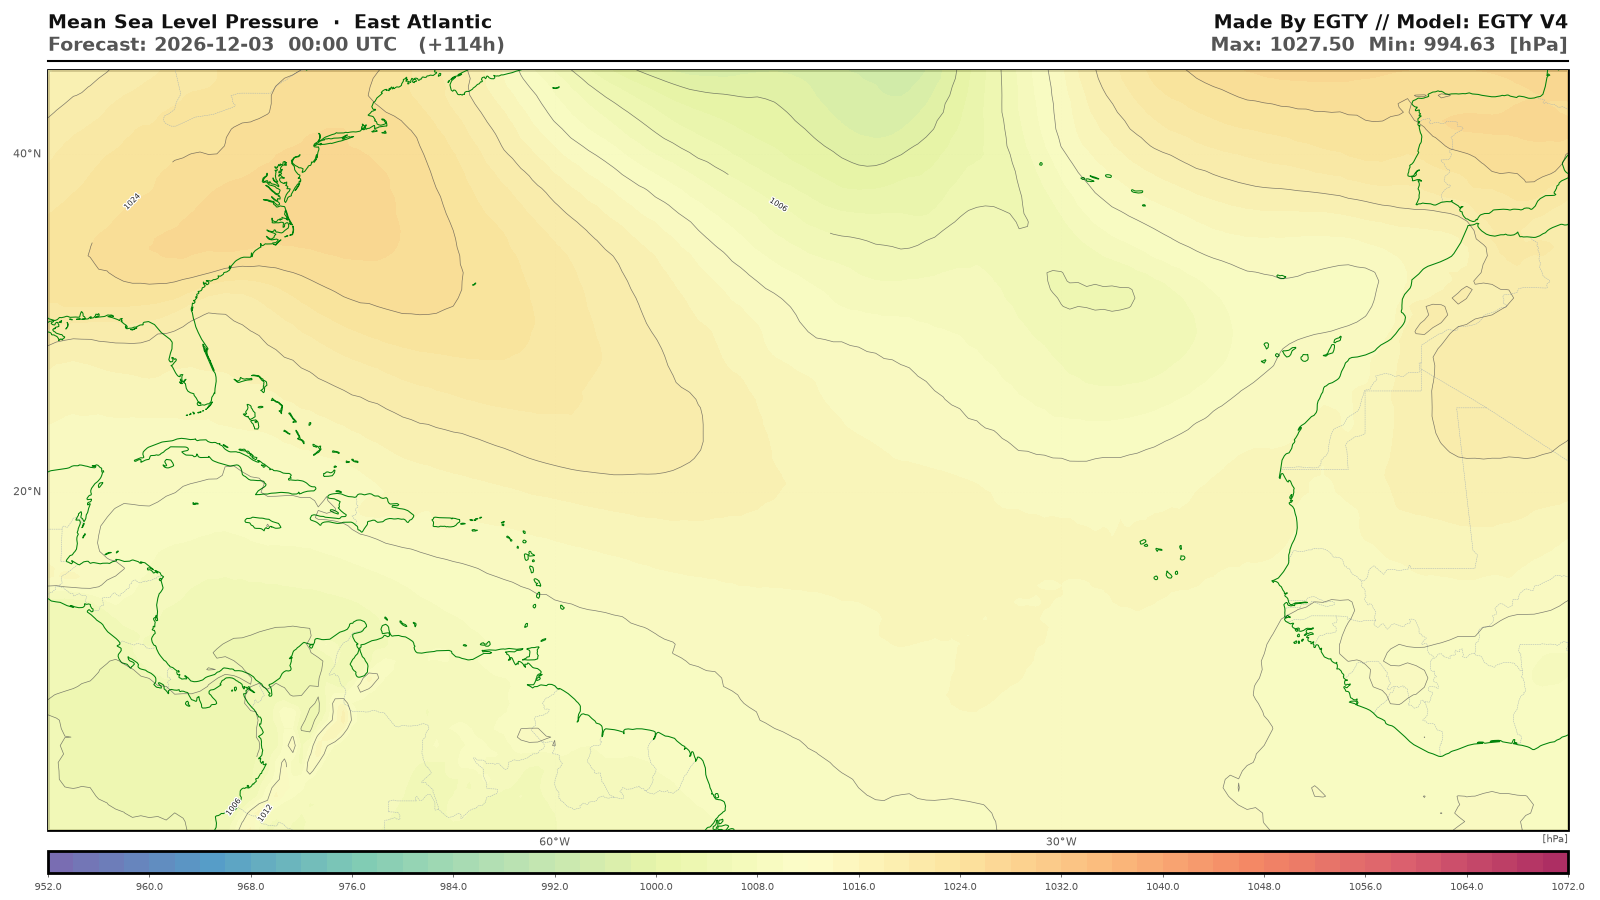 Mean Sea Level Pressure · East Atlantic
Made By EGTY // Model: EGTY V4
Forecast: 2026-12-03 00:00 UTC (+114h)
Max: 1027.50 Min: 994.63 [hPa]
40°N
1024
1006
20°N
4
1006
1012
60°W
30°W
[hPa]
952.0 960.0 968.0 976.0 984.0 992.0 1000.0 1008.0 1016.0 1024.0 1032.0 1040.0 1048.0 1056.0 1064.0 1072.0